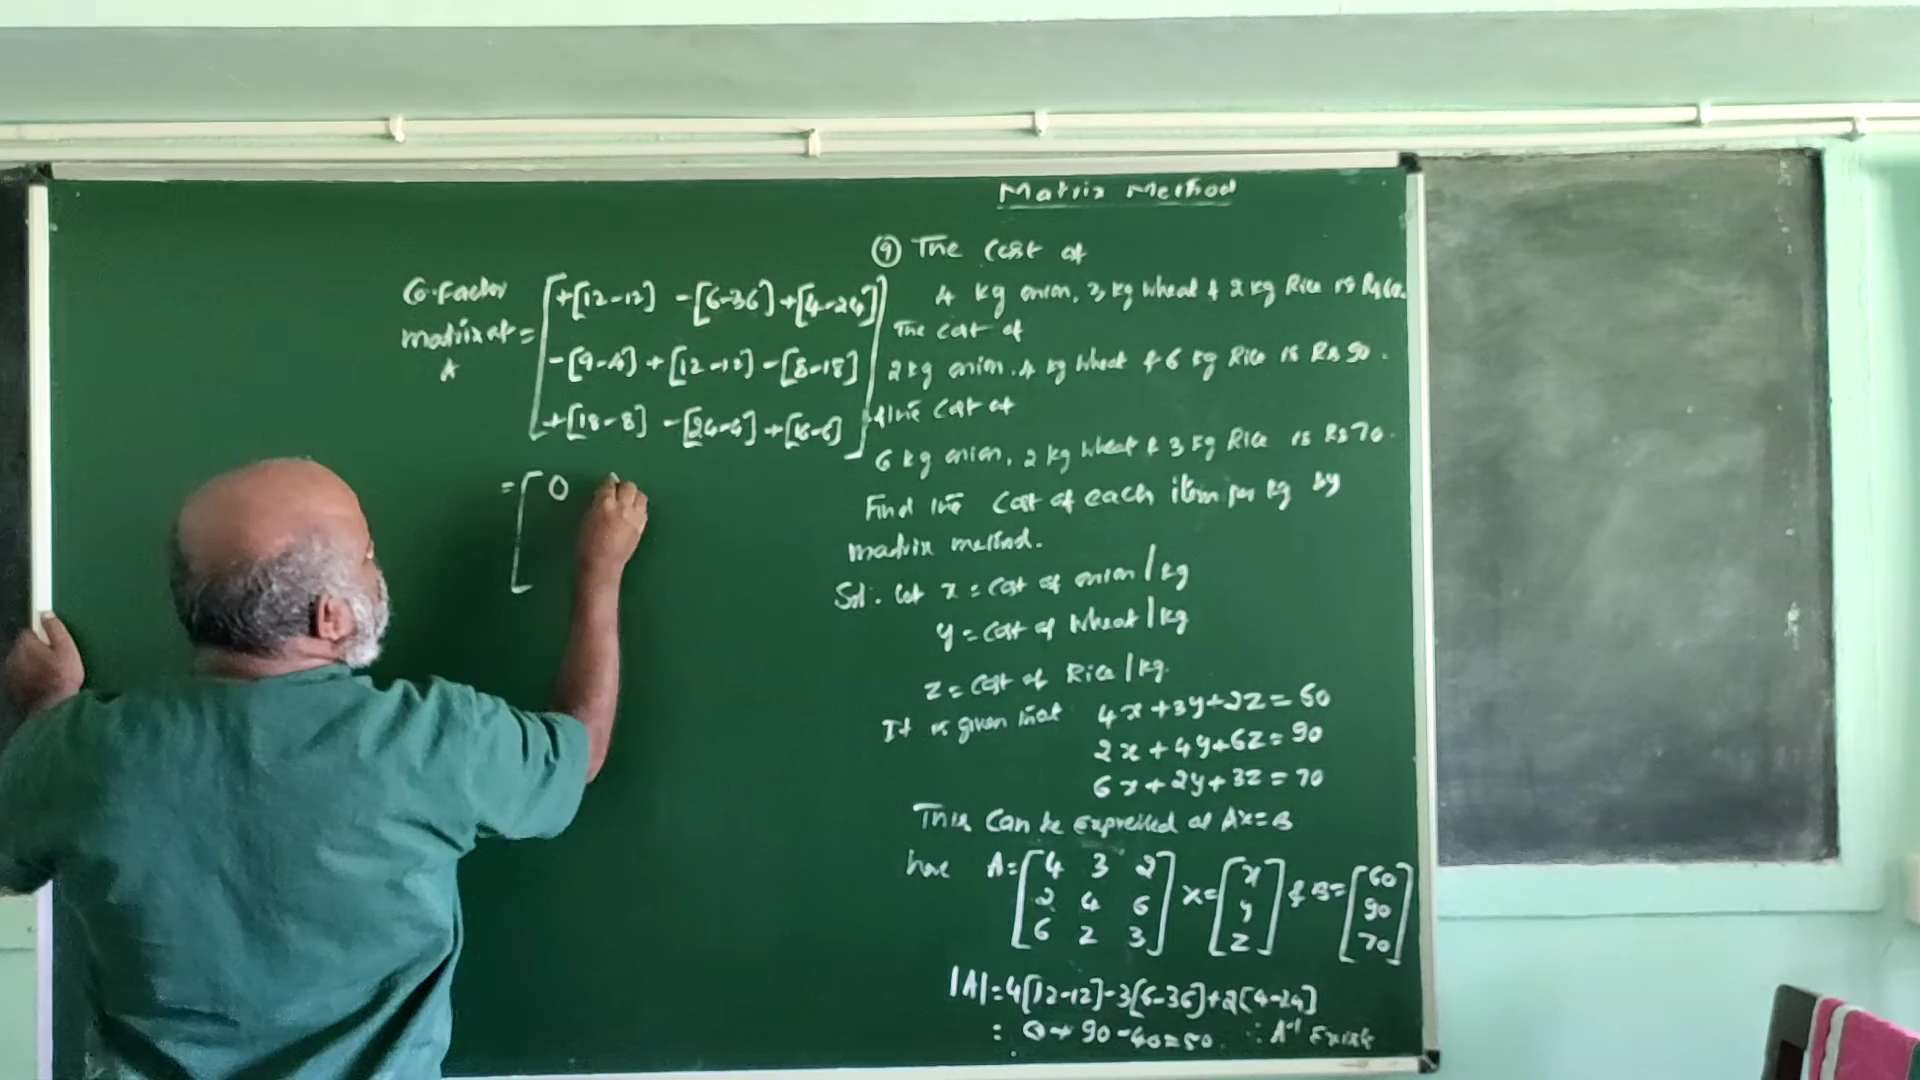 Matrix Method
9 The Cost of
4 kg onion, 3 kg wheat & 2 kg Rice is Rs 60.
The cost of
2 kg onion, 4 kg wheat & 6 kg Rice is Rs 90.
& the cost of
6 kg onion, 2 kg wheat & 3 kg Rice is Rs 70.
Find the Cost of each item per kg by
matrix method.
Sol: Let x = cost of onion/kg
y = cost of wheat/kg
z = cost of Rice/kg.
It is given that 4x+3y+2z=60
2x+4y+6z=90
6x+2y+3z=70
This can be expressed as AX=B
A=[4 3 2 X=[x & B=[60
2 4 6 y 90
6 2 3] z] 70]
|A|=4[12-12]-3[6-36]+2[4-24]
= 0+90-40=50 ∴ A⁻¹ Exists
Co-factor
matrix of =
A
[+[12-12] -[6-36] +[4-24]
-[9-4] +[12-12] -[8-18]
+[18-8] -[24-4] +[16-6]]
=[0